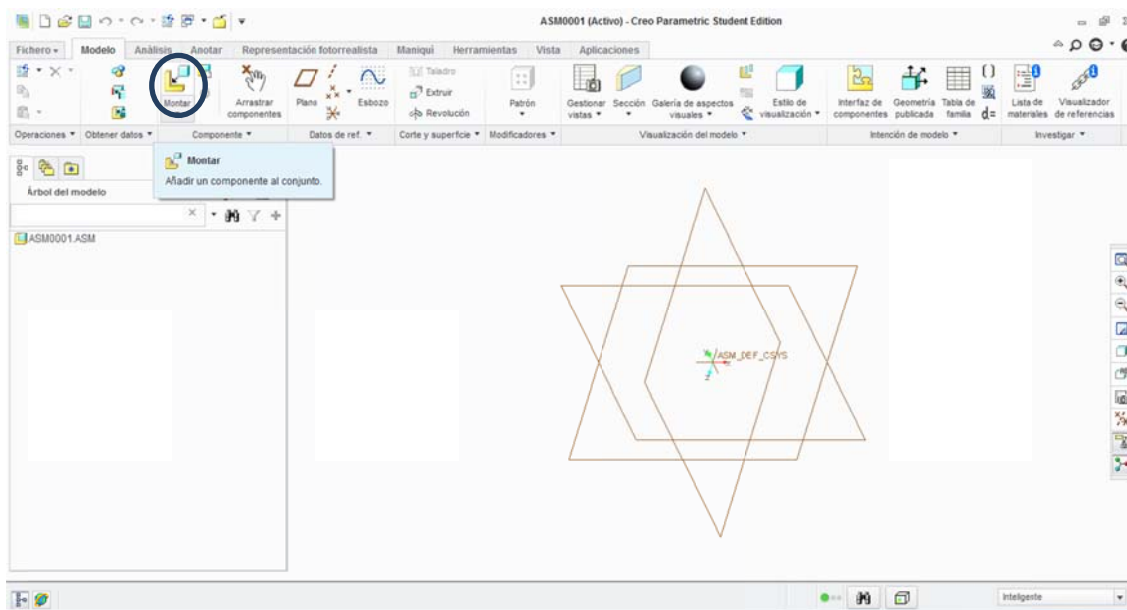 ASM0001 (Activo) - Creo Parametric Student Edition
Fichero Modelo Análisis Anotar Representación fotorrealista Maniquí Herramientas Vista Aplicaciones
Montar
Arrastrar componentes
Plano
Esbozo
Taladro
Extruir
Revolución
Patrón
Gestionar vistas
Sección
Galería de aspectos visuales
Estilo de visualización
Interfaz de componentes
Geometría publicada
Tabla de familia
d=
Lista de materiales
Visualizador de referencias
Operaciones Obtener datos Componente Datos de ref. Corte y superficie Modificadores Visualización del modelo Intención de modelo Investigar
Montar
Añadir un componente al conjunto.
Árbol del modelo
ASM0001.ASM
ASM_DEF_CSYS
Z
Inteligente